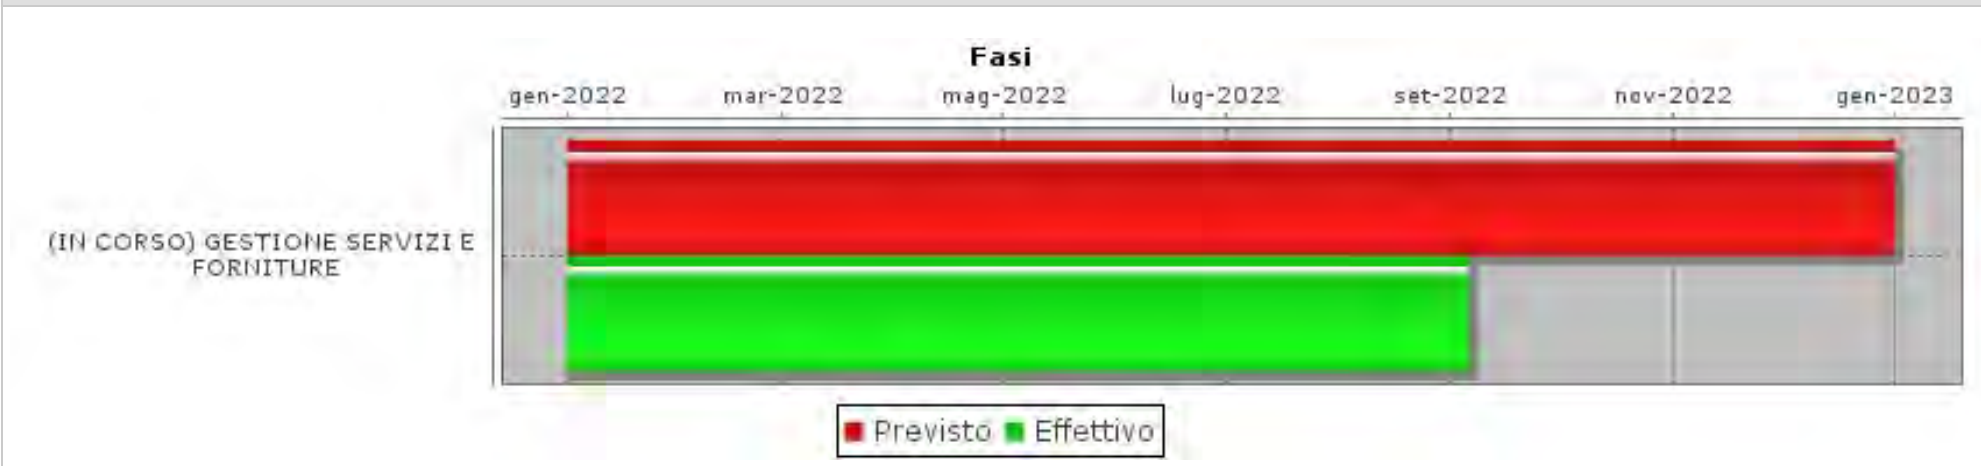 Fasi
gen-2022 mar-2022 mag-2022 lug-2022 set-2022 nov-2022 gen-2023
(IN CORSO) GESTIONE SERVIZI E
FORNITURE
Previsto Effettivo